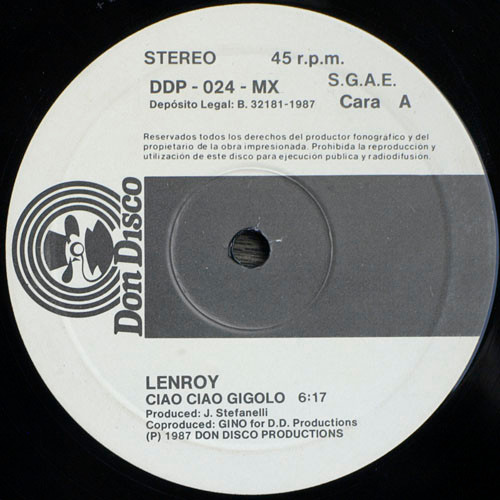 STEREO 45 r.p.m.
DDP - 024 - MX S.G.A.E.
Depósito Legal: B. 32181-1987 Cara A
Reservados todos los derechos del productor fonográfico y del
propietario de la obra impresionada. Prohibida la reproducción y
utilización de este disco para ejecución publica y radiodifusión.
Don Disco
LENROY
CIAO CIAO GIGOLO 6:17
Produced: J. Stefanelli
Coproduced: GINO for D.D. Productions
(P) 1987 DON DISCO PRODUCTIONS